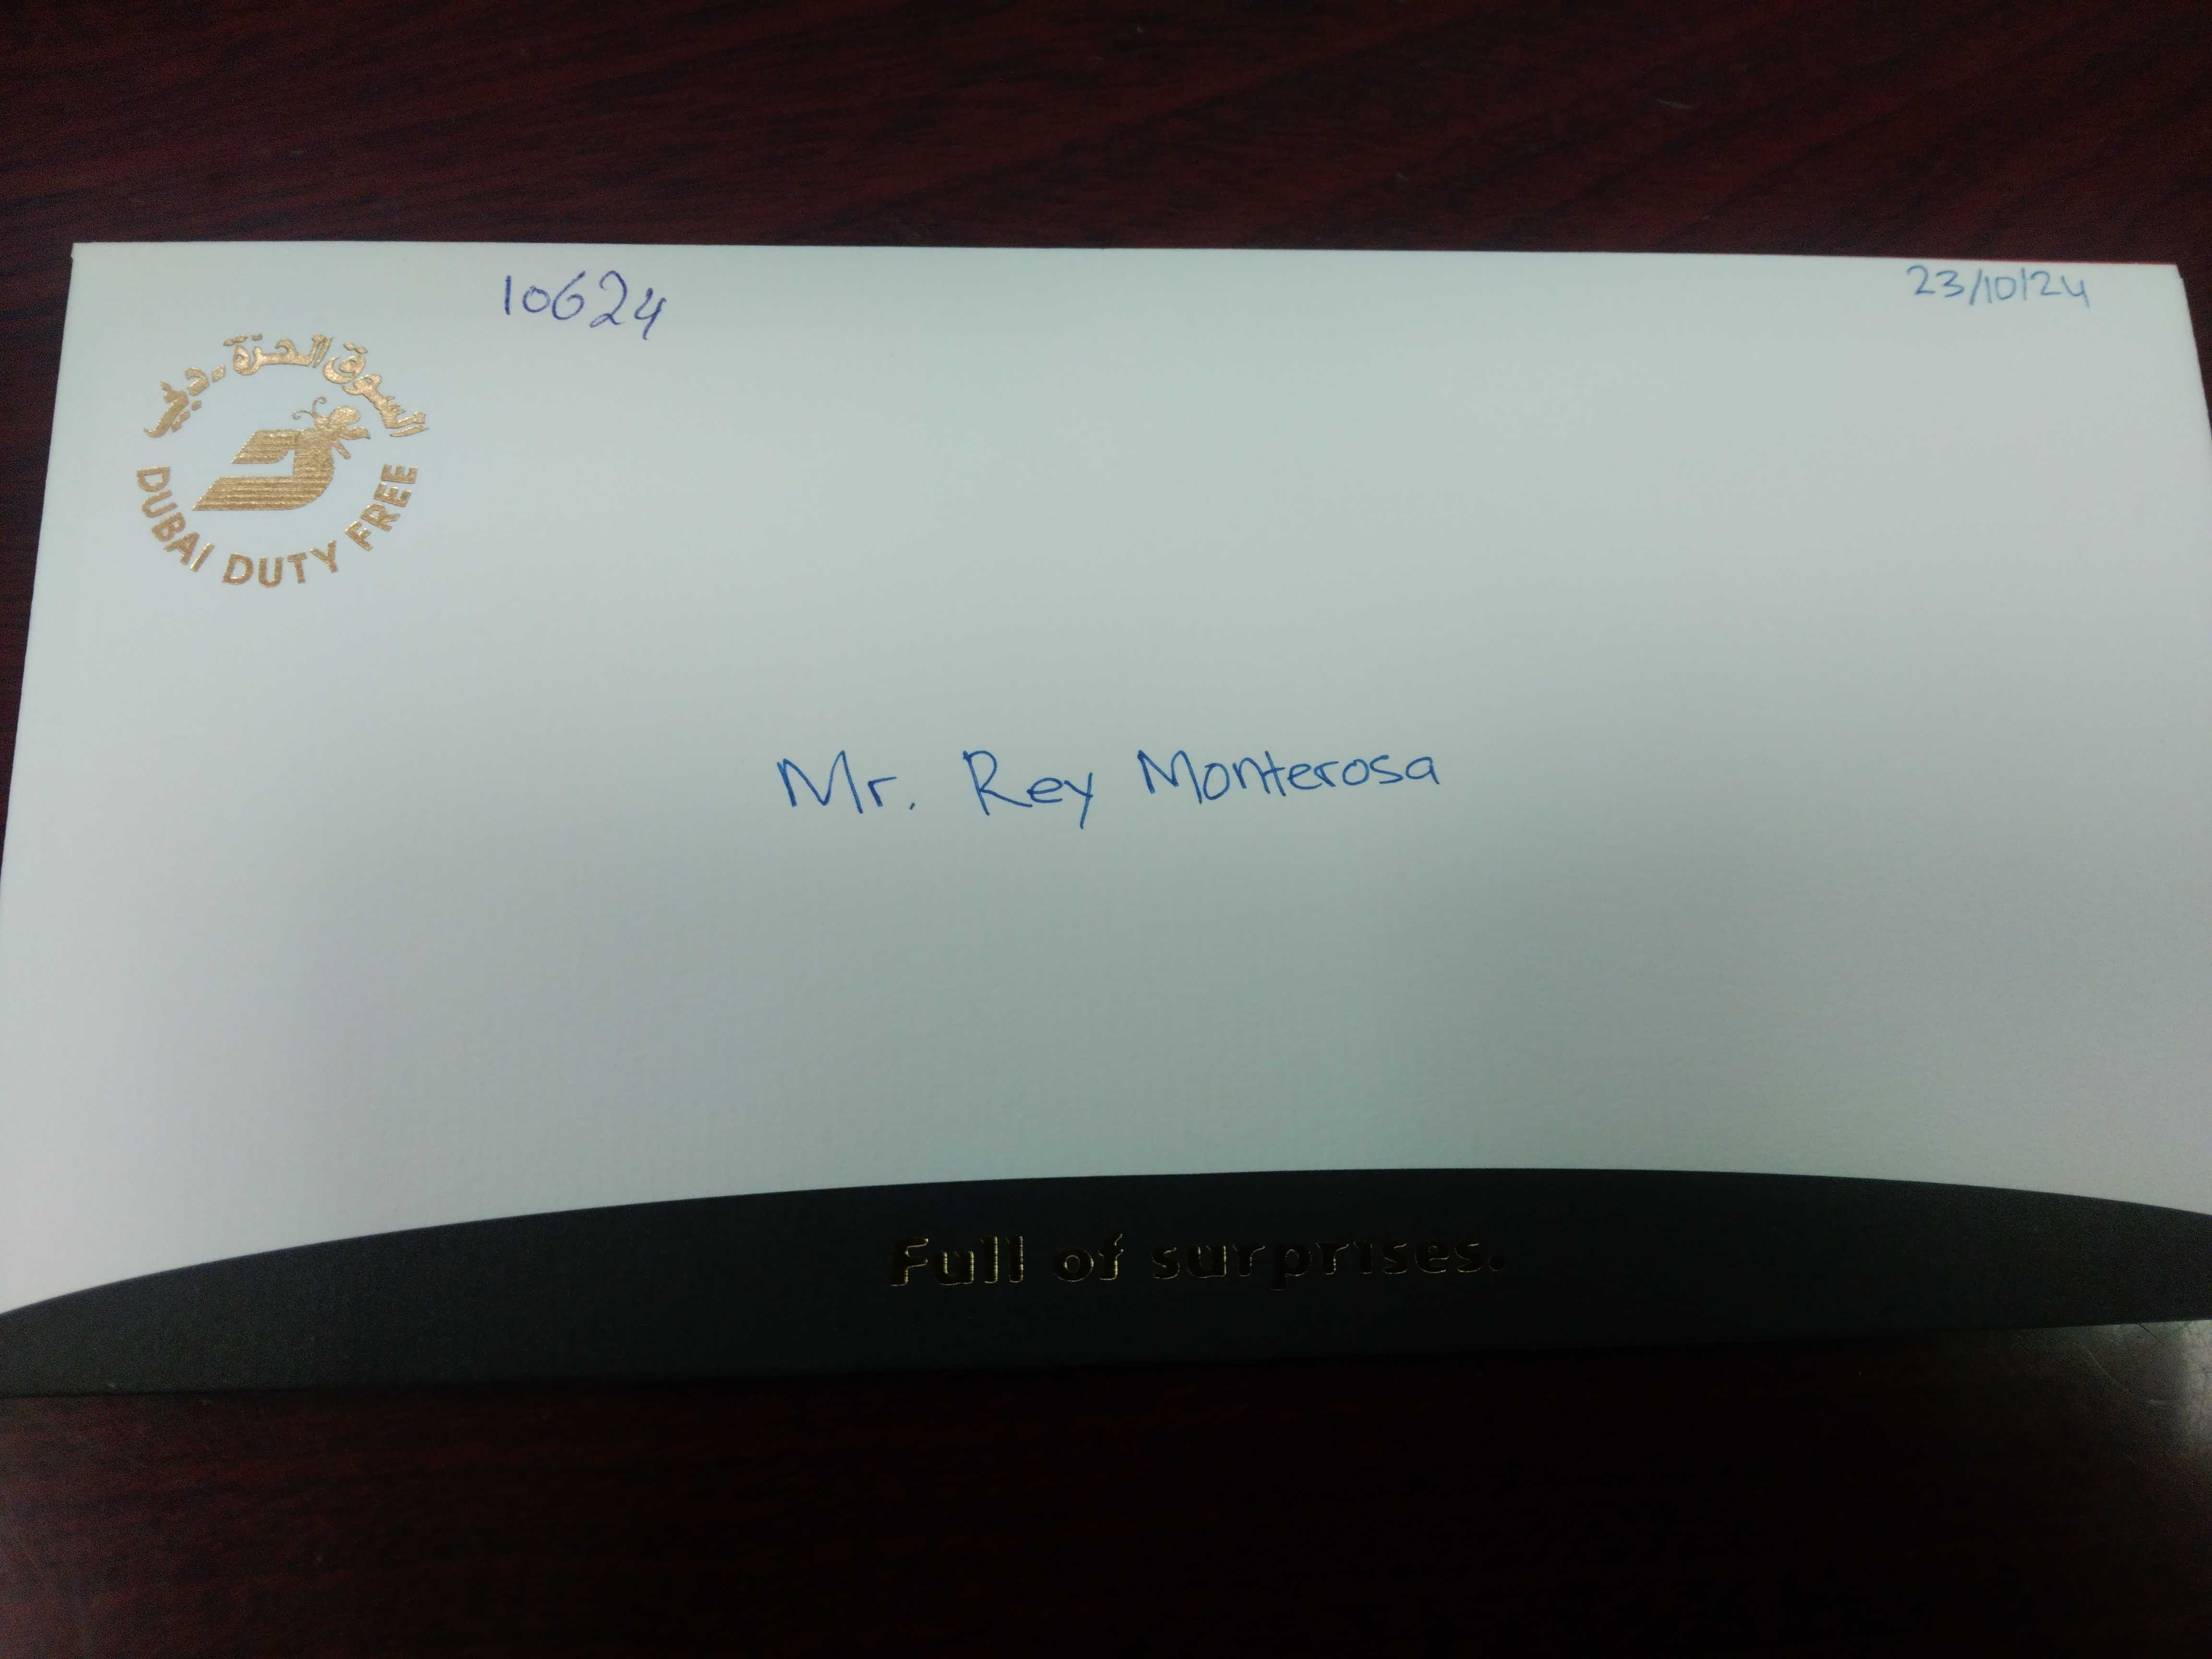 10624
23/10/24
السوق الحرة - دبي
DUBAI DUTY FREE
Mr. Rey Monterosa
Full of surprises.